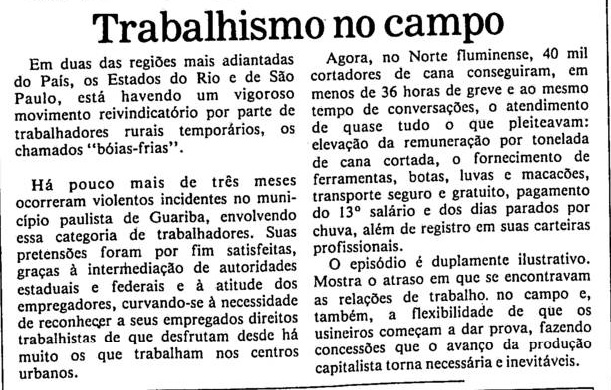 Trabalhismo no campo
Em duas das regiões mais adiantadas
do País, os Estados do Rio e de São
Paulo, está havendo um vigoroso
movimento reivindicatório por parte de
trabalhadores rurais temporários, os
chamados "bóias-frias".
Há pouco mais de três meses
ocorreram violentos incidentes no muni-
cípio paulista de Guariba, envolvendo
essa categoria de trabalhadores. Suas
pretensões foram por fim satisfeitas,
graças à intermediação de autoridades
estaduais e federais e à atitude dos
empregadores, curvando-se à necessidade
de reconhecer a seus empregados direitos
trabalhistas de que desfrutam desde há
muito os que trabalham nos centros
urbanos.
Agora, no Norte fluminense, 40 mil
cortadores de cana conseguiram, em
menos de 36 horas de greve e ao mesmo
tempo de conversações, o atendimento
de quase tudo o que pleiteavam:
elevação da remuneração por tonelada
de cana cortada, o fornecimento de
ferramentas, botas, luvas e macacões,
transporte seguro e gratuito, pagamento
do 13º salário e dos dias parados por
chuva, além de registro em suas carteiras
profissionais.
O episódio é duplamente ilustrativo.
Mostra o atraso em que se encontravam
as relações de trabalho. no campo e,
também, a flexibilidade de que os
usineiros começam a dar prova, fazendo
concessões que o avanço da produção
capitalista torna necessária e inevitáveis.